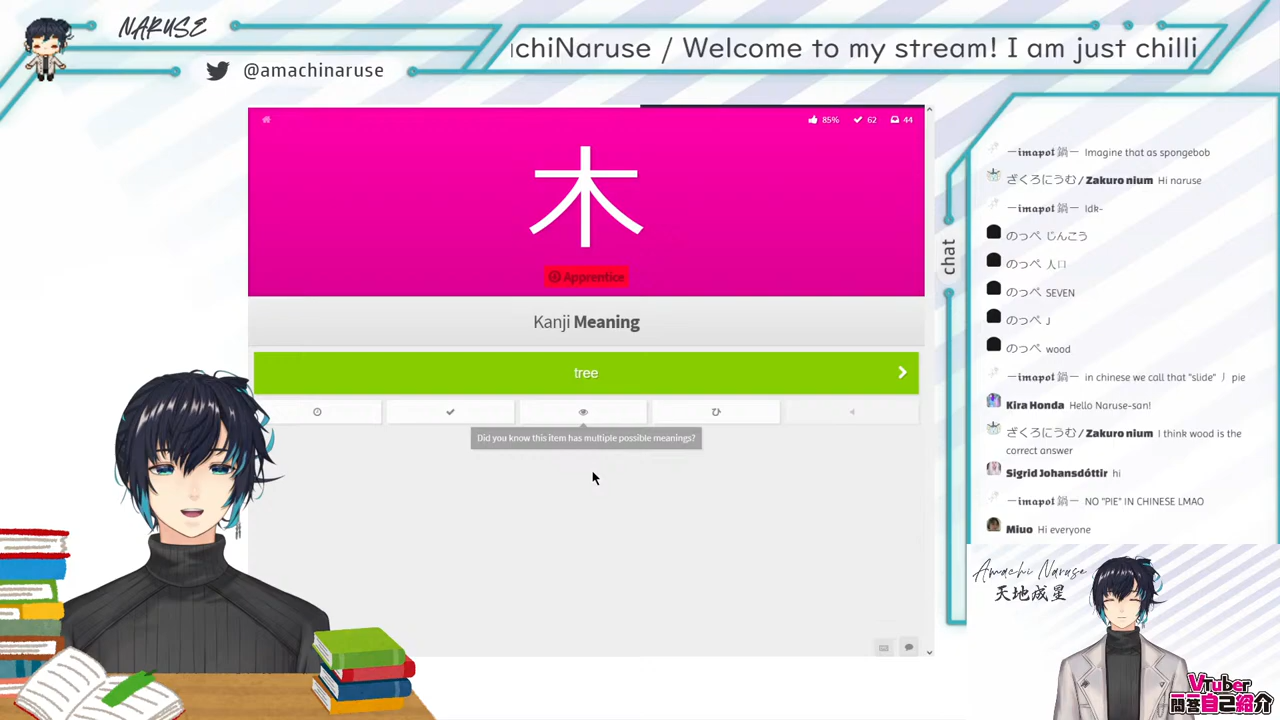 NARUSE
@amachinaruse
chiNaruse / Welcome to my stream! I am just chilli
85% 62 44
木
Apprentice
Kanji Meaning
tree
ひ
Did you know this item has multiple possible meanings?
chat
一imapot 鍋一 Imagine that as spongebob
ざくろにうむ / Zakuro nium Hi naruse
一imapot 鍋一 Idk-
のっぺ じんこう
のっぺ 人口
のっぺ SEVEN
のっぺ 丿
のっぺ wood
一imapot 鍋一 in chinese we call that "slide" 丿 pie
Kira Honda Hello Naruse-san!
ざくろにうむ / Zakuro nium I think wood is the
correct answer
Sigrid Johansdóttir hi
一imapot 鍋一 NO "PIE" IN CHINESE LMAO
Miuo Hi everyone
Amachi Naruse
天地成星
VTuber
問答自己紹介